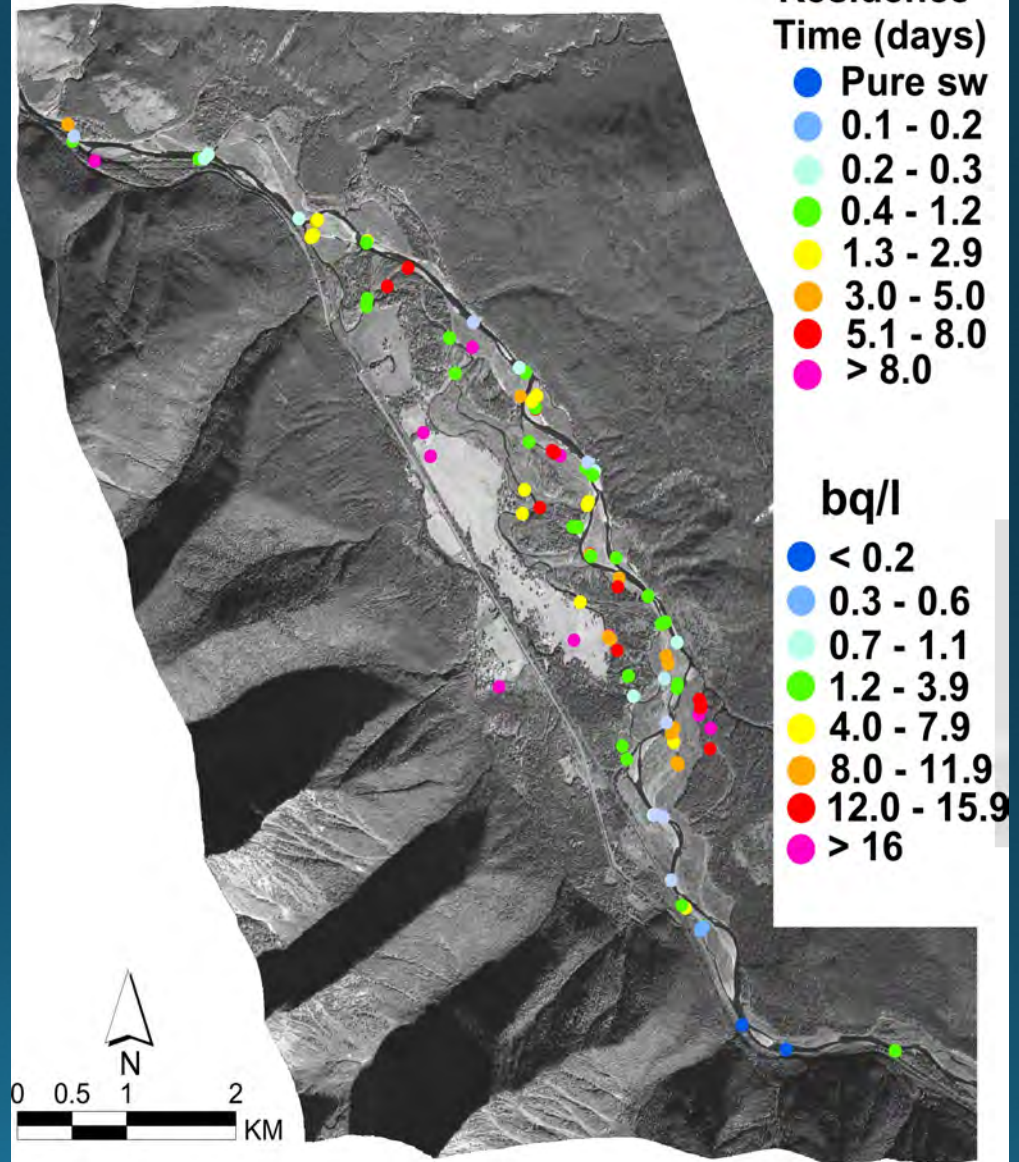 Time (days)
Pure sw
0.1 - 0.2
0.2 - 0.3
0.4 - 1.2
1.3 - 2.9
3.0 - 5.0
5.1 - 8.0
> 8.0
bq/l
< 0.2
0.3 - 0.6
0.7 - 1.1
1.2 - 3.9
4.0 - 7.9
8.0 - 11.9
12.0 - 15.9
> 16
N
0 0.5 1 2
KM